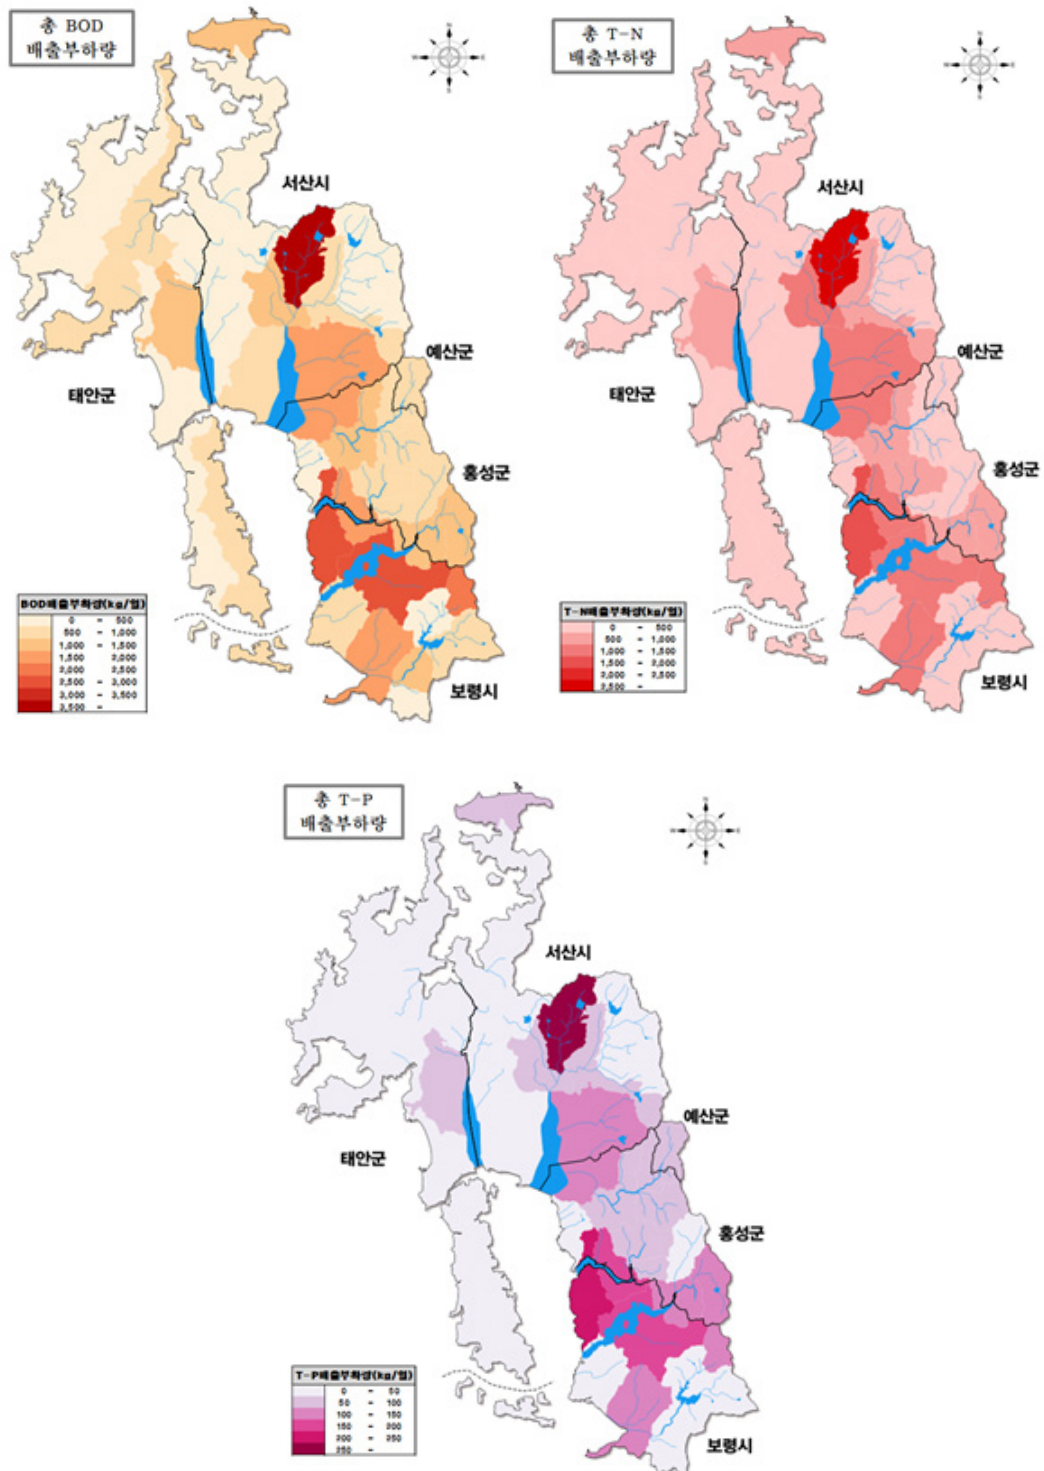 총 BOD
배출부하량
총 T-N
배출부하량
서산시
예산군
태안군
홍성군
보령시
BOD배출부하량(kg/일)
0 - 500
500 - 1,000
1,000 - 1,500
1,500 2,000
2,000 2,500
2,500 - 3,000
3,000 - 3,500
3,500 -
서산시
예산군
태안군
홍성군
보령시
T-N배출부하량(kg/일)
0 - 500
500 - 1,000
1,000 - 1,500
1,500 - 2,000
2,000 - 2,500
2,500 -
총 T-P
배출부하량
서산시
예산군
태안군
홍성군
보령시
T-P배출부하량(kg/일)
0 - 50
50 - 100
100 - 150
150 - 200
200 - 250
250 -